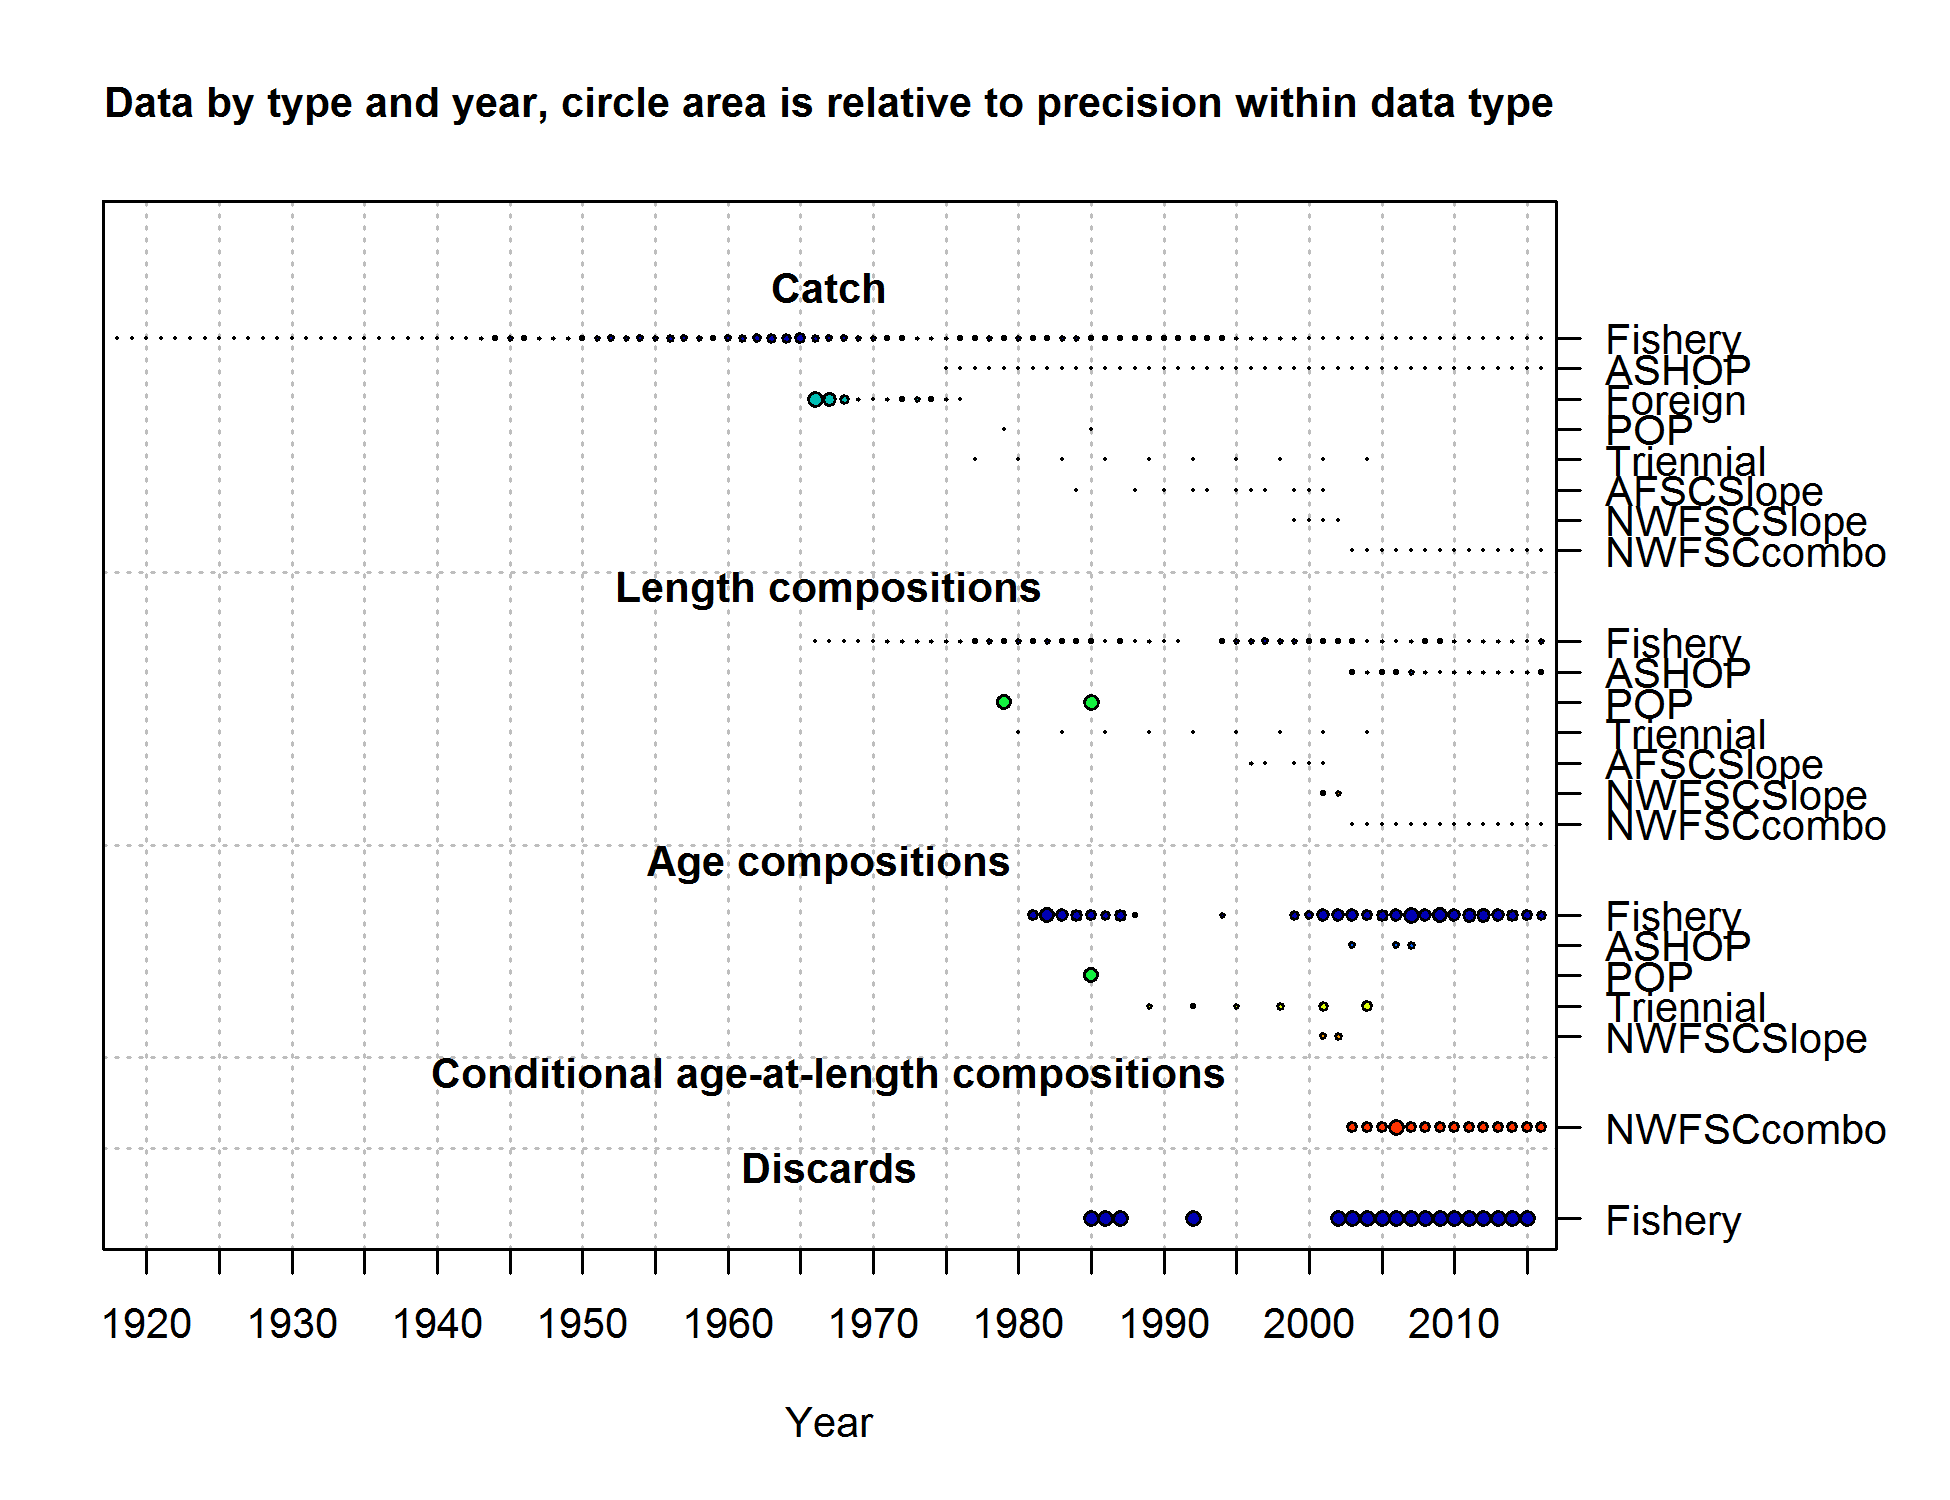 Data by type and year, circle area is relative to precision within data type
Catch
Fishery
ASHOP
Foreign
POP
Triennial
AFSCSlope
NWFSCSlope
NWFSCcombo
Length compositions
Fishery
ASHOP
POP
Triennial
AFSCSlope
NWFSCSlope
NWFSCcombo
Age compositions
Fishery
ASHOP
POP
Triennial
NWFSCSlope
Conditional age-at-length compositions
NWFSCcombo
Discards
Fishery
1920 1930 1940 1950 1960 1970 1980 1990 2000 2010
Year